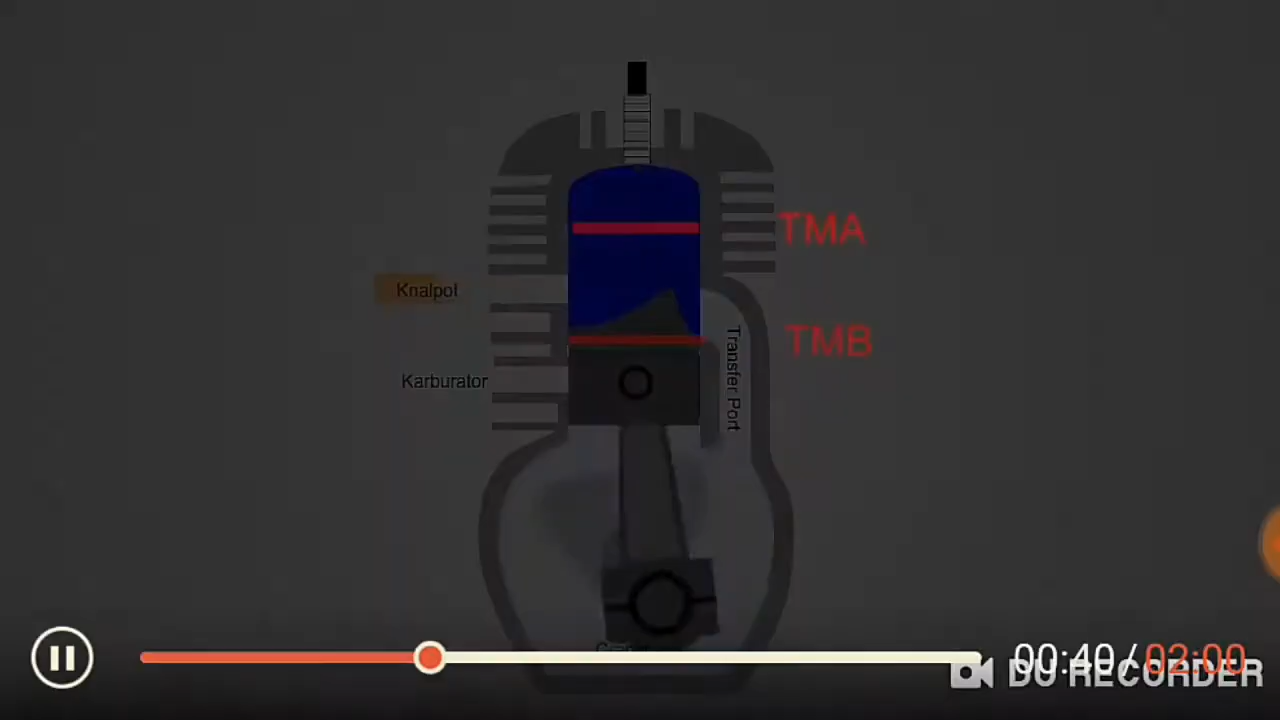 TMA
Knalpot
TMB
Transfer Port
Karburator
00:40/02:00
DU RECORDER